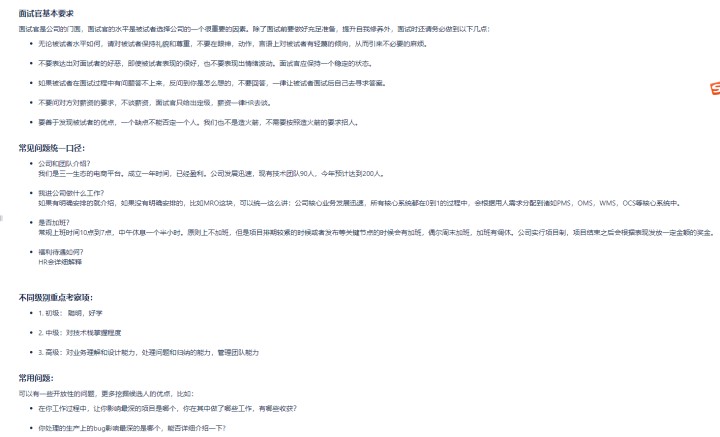 面试官基本要求
面试官是公司的门面，面试官的水平是被试者选择公司的一个很重要的因素。除了面试前要做好充足准备，提升自我修养外，面试时还请务必做到以下几点：
无论被试者水平如何，请对被试者保持礼貌和尊重，不要在眼神，动作，言语上对被试者有轻蔑的倾向，从而引来不必要的麻烦。
不要表达出对面试者的好恶，即使被试者表现的很好，也不要表现出情绪波动。面试官应保持一个稳定的状态。
如果被试者在面试过程中有问题答不上来，反问到你是怎么想的，不要回答，一律让被试者面试后自己去寻求答案。
不要问对方对薪资的要求，不谈薪资，面试官只给出定级，薪资一律HR去谈。
要善于发现被试者的优点，一个缺点不能否定一个人。我们也不是造火箭，不需要按照造火箭的要求招人。
常见问题统一口径：
公司和团队介绍？
我们是三一生态的电商平台。成立一年时间，已经盈利。公司发展迅速，现有技术团队90人，今年预计达到200人。
我进公司做什么工作？
如果有明确安排的就介绍，如果没有明确安排的，比如MRO这块，可以统一这么讲：公司核心业务发展迅速，所有核心系统都在0到1的过程中，会根据用人需求分配到诸如PMS，OMS，WMS，OCS等核心系统中。
是否加班？
常规上班时间10点到7点，中午休息一个半小时。原则上不加班，但是项目排期较紧的时候或者发布等关键节点的时候会有加班，偶尔周末加班，加班有调休。公司实行项目制，项目结束之后会根据表现发放一定金额的奖金。
福利待遇如何？
HR会详细解释
不同级别重点考察项：
1. 初级： 聪明，好学
2. 中级：对技术栈掌握程度
3. 高级：对业务理解和设计能力，处理问题和归纳的能力，管理团队能力
常用问题：
可以有一些开放性的问题，更多挖掘候选人的优点，比如：
在你工作过程中，让你影响最深的项目是哪个，你在其中做了哪些工作，有哪些收获？
你处理的生产上的bug影响最深的是哪个，能否详细介绍一下？